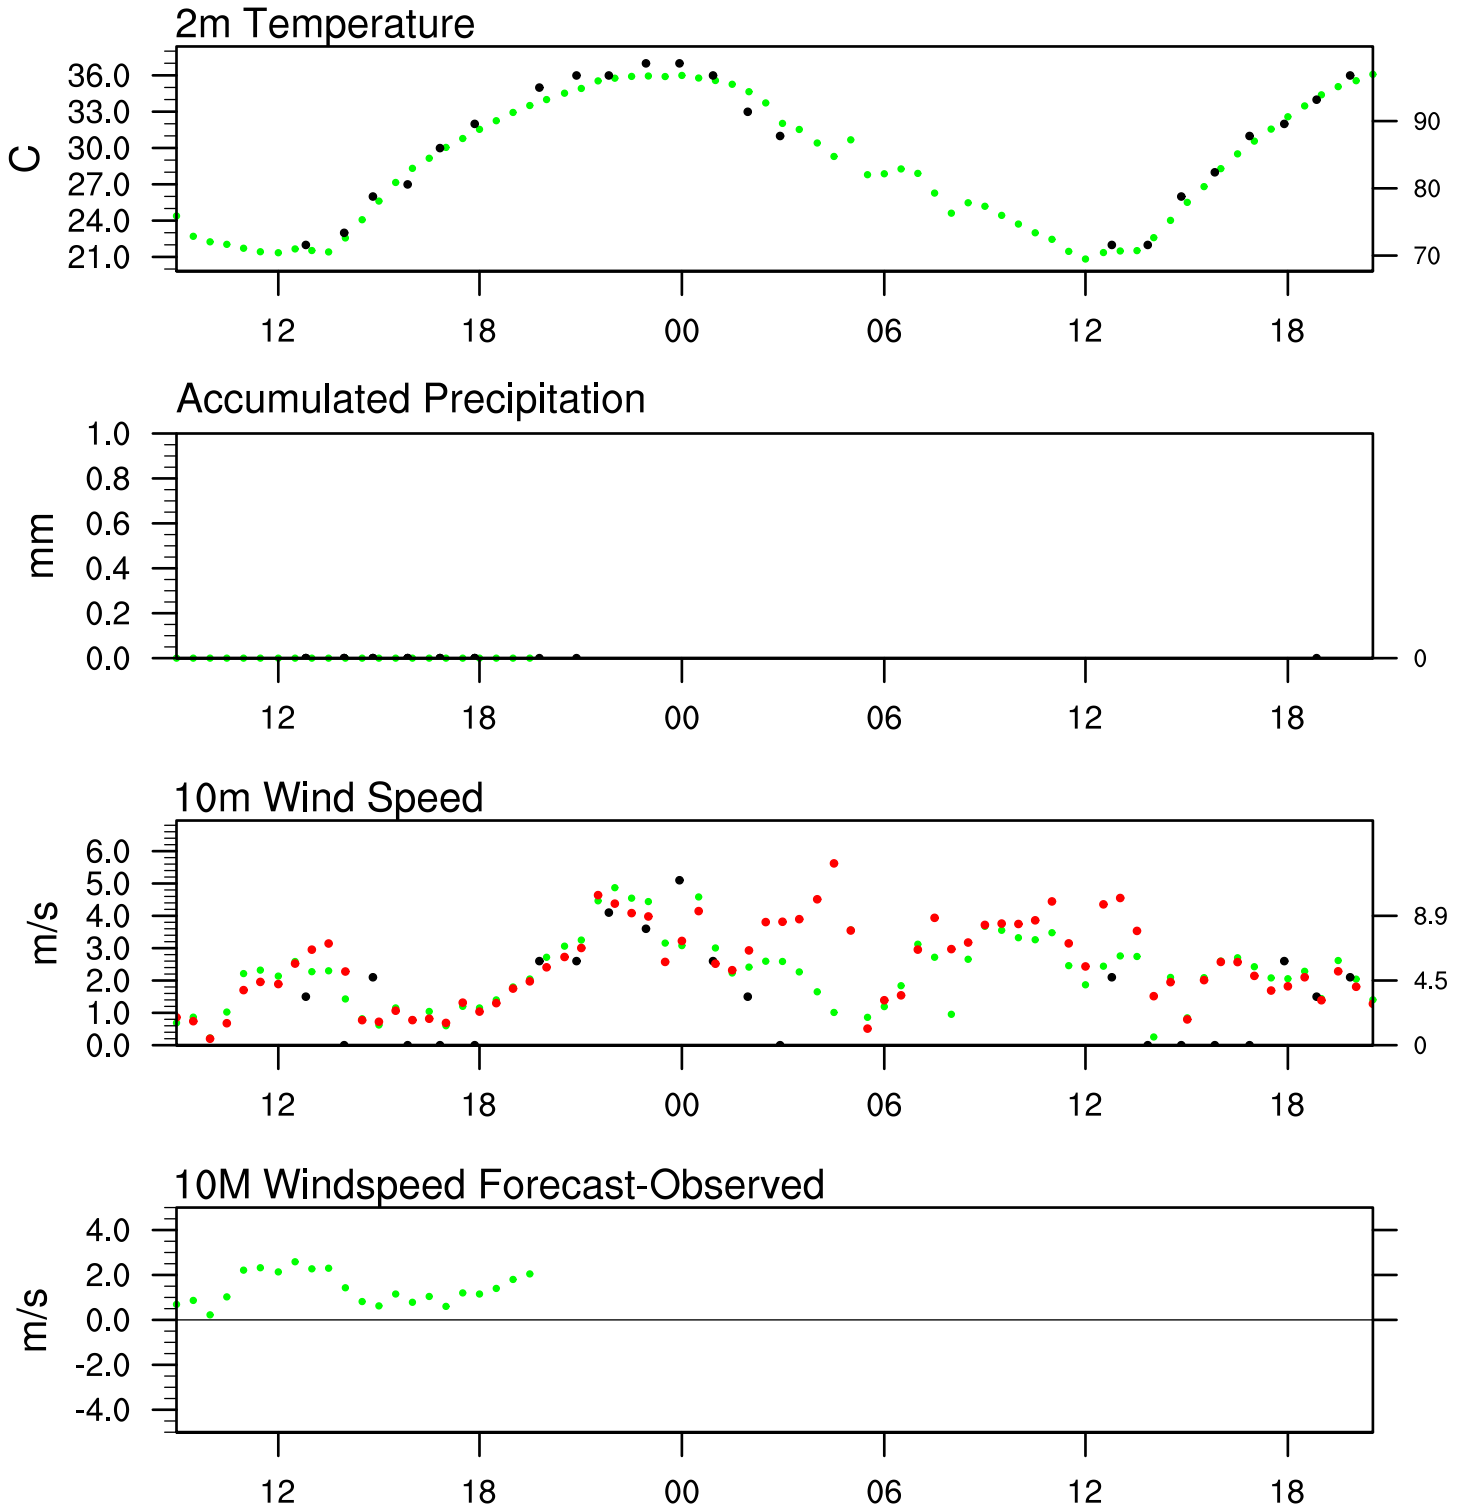 2m Temperature
C
36.0
33.0
30.0
27.0
24.0
21.0
90
80
70
12 18 00 06 12 18
Accumulated Precipitation
mm
1.0
0.8
0.6
0.4
0.2
0.0
0
12 18 00 06 12 18
10m Wind Speed
m/s
6.0
5.0
4.0
3.0
2.0
1.0
0.0
8.9
4.5
0
12 18 00 06 12 18
10M Windspeed Forecast-Observed
m/s
4.0
2.0
0.0
-2.0
-4.0
12 18 00 06 12 18